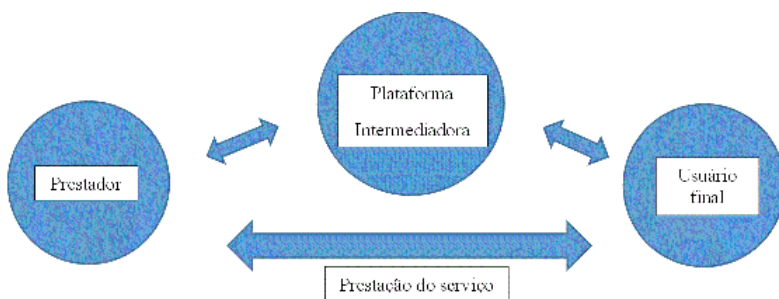 Plataforma
Intermediadora
Prestador
Usuário
final
Prestação do serviço